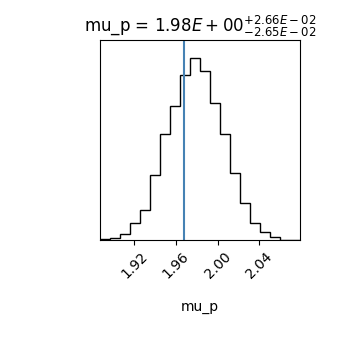 mu_p = 1.98E + 00 +2.66E − 02 −2.65E − 02
1.92 1.96 2.00 2.04
mu_p